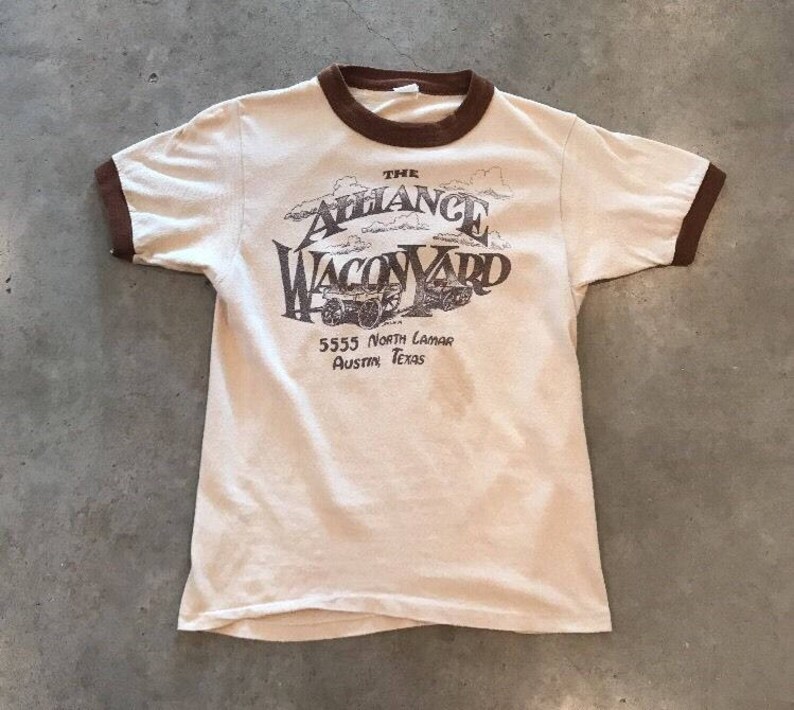 THE
ALLIANCE
WAGON YARD
5555 NORTH LAMAR
AUSTIN, TEXAS